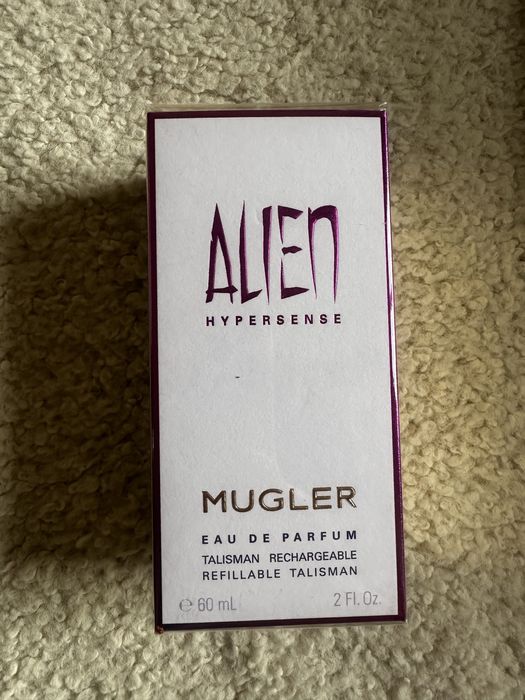 ALIEN
HYPERSENSE
MUGLER
EAU DE PARFUM
TALISMAN RECHARGEABLE
REFILLABLE TALISMAN
℮ 60 mL 2 Fl. Oz.